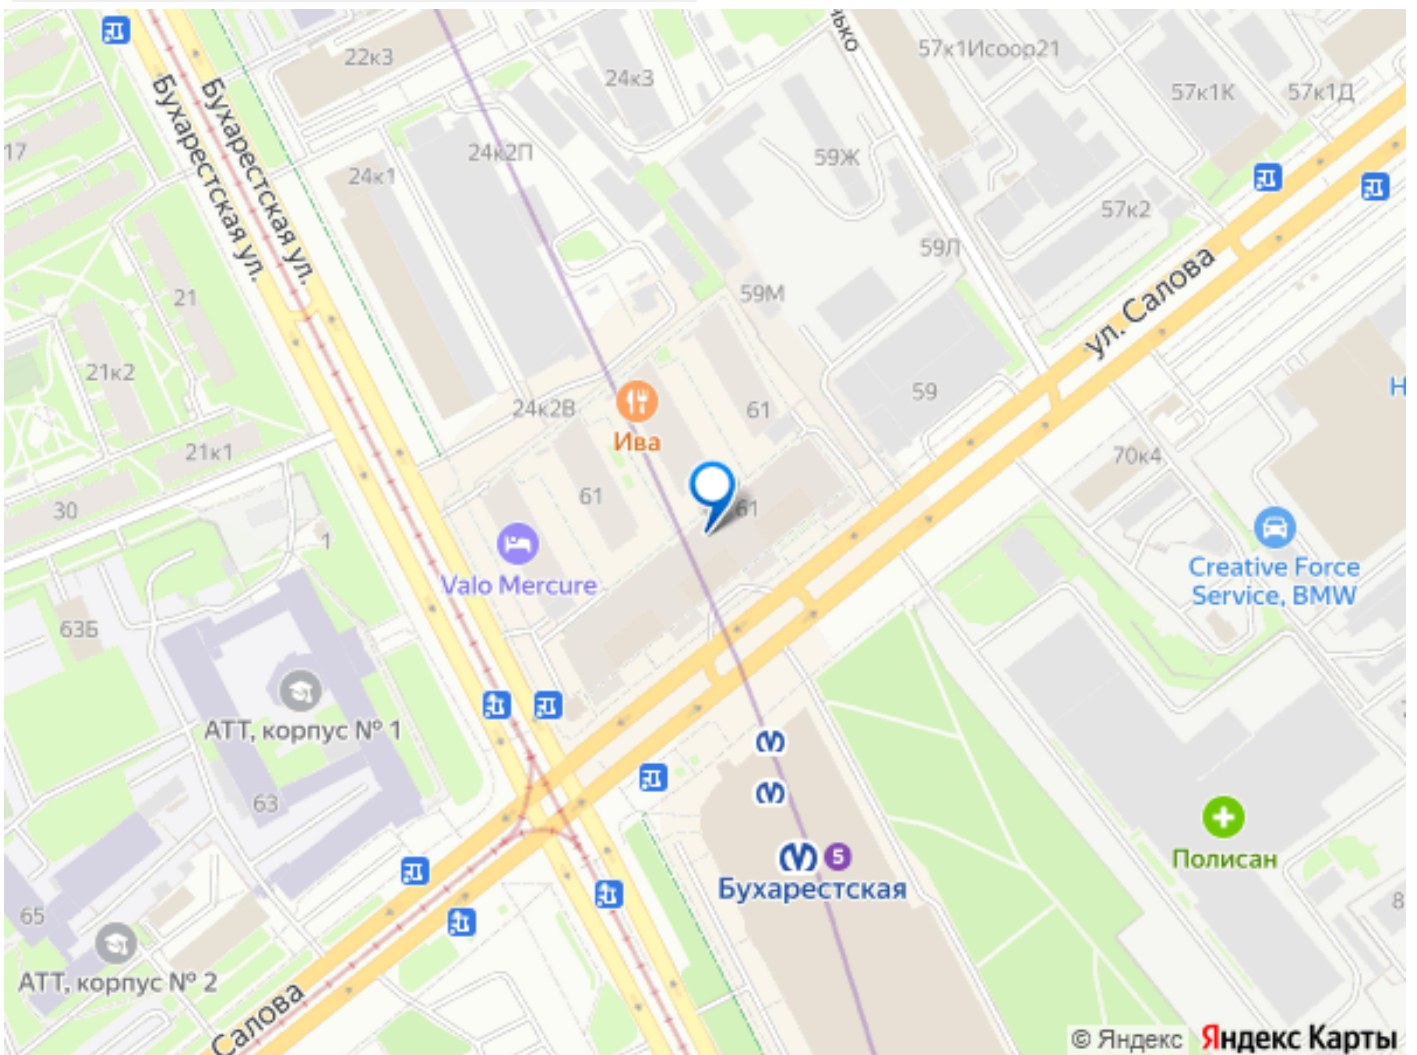 22к3
24к3
57к1Исоор21
57к1К
57к1Д
Бухарестская ул.
Бухарестская ул.
17
24к2П
59Ж
24к1
57к2
59Л
21
59М
ул. Салова
21к2
24к2В
Ива
61
59
Н
21к1
70к4
30
61
61
1
Valo Mercure
Creative Force
Service, BMW
63Б
АТТ, корпус № 1
63
5
Бухарестская
Полисан
65
8
АТТ, корпус № 2
Салова
© Яндекс Яндекс Карты